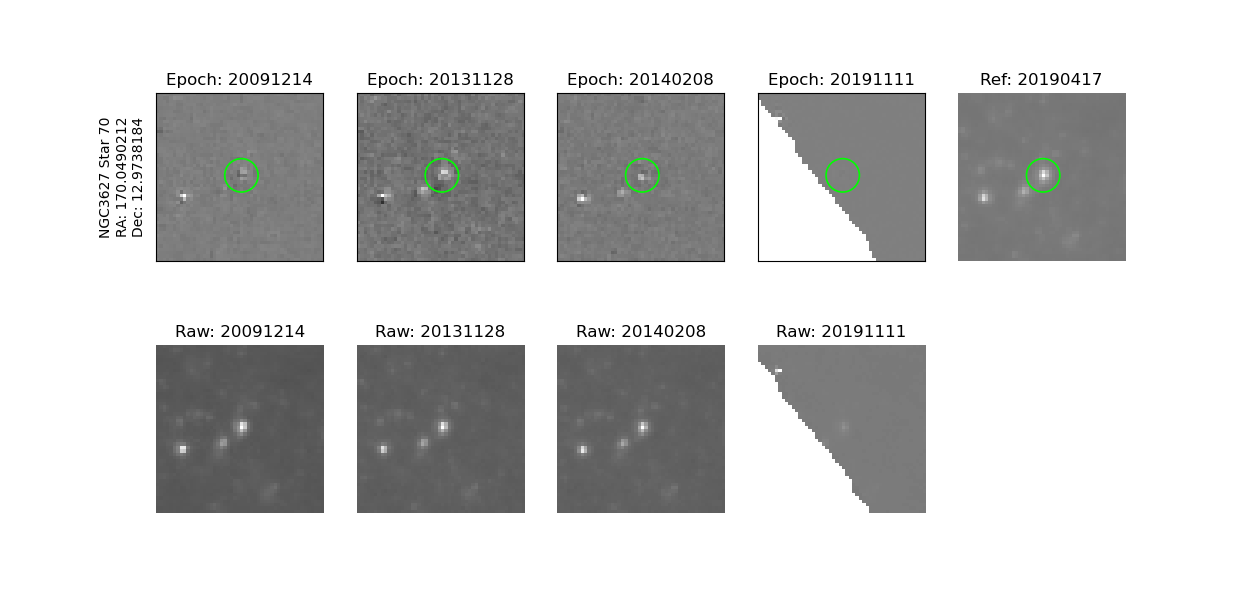 Epoch: 20091214
Epoch: 20131128
Epoch: 20140208
Epoch: 20191111
Ref: 20190417
NGC3627 Star 70
RA: 170.0490212
Dec: 12.9738184
Raw: 20091214
Raw: 20131128
Raw: 20140208
Raw: 20191111